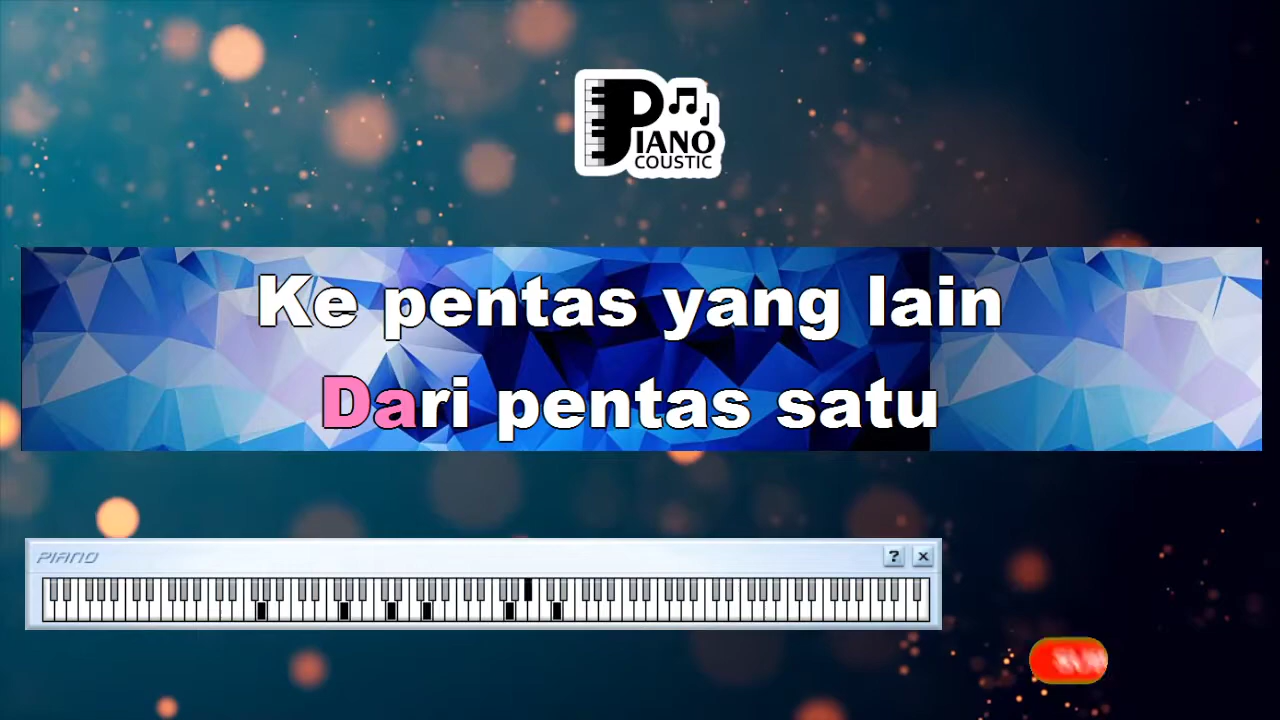 PIANO
COUSTIC
Ke pentas yang lain
Dari pentas satu
PIANO
?